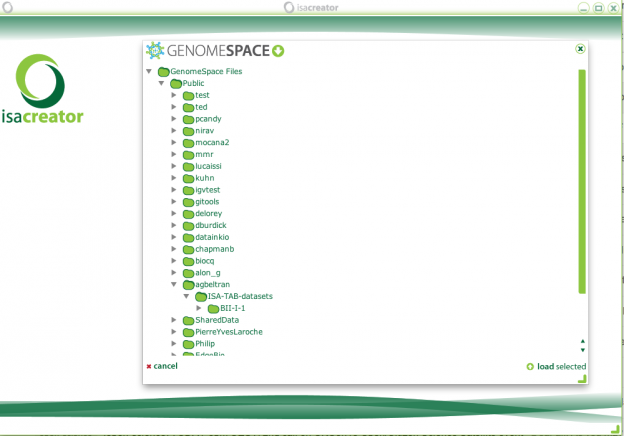 isacreator
GENOMESPACE
isacreator
GenomeSpace Files
Public
test
ted
pcandy
nirav
mocana2
mmr
lucaissi
kuhn
igvtest
gitools
delorey
dburdick
datainkio
chapmanb
biocq
alon_g
agbeltran
ISA-TAB-datasets
BII-I-1
SharedData
PierreYvesLaroche
Philip
EdgeBio
cancel
load selected